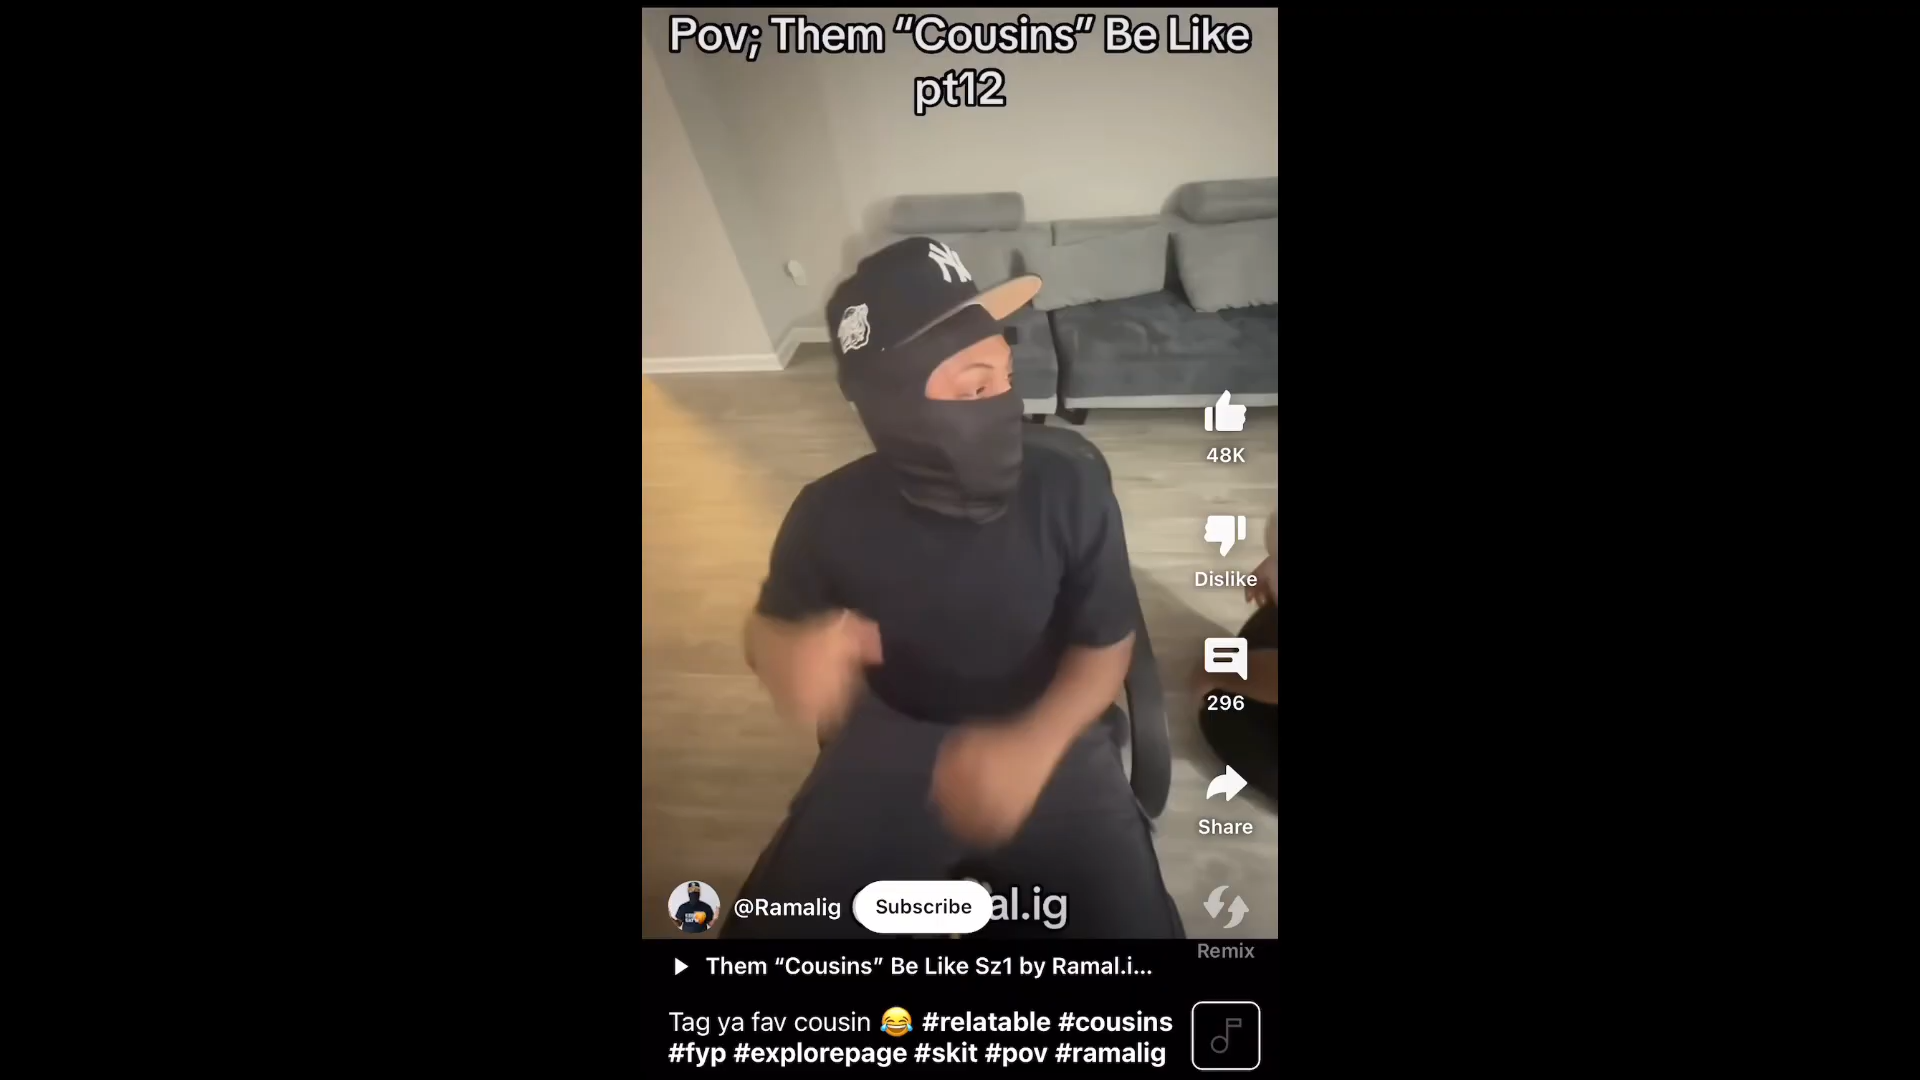 Pov; Them “Cousins” Be Like
pt12
NY
48K
Dislike
296
Share
@Ramalig
Subscribe
al.ig
Remix
Them “Cousins” Be Like Sz1 by Ramal.i...
Tag ya fav cousin 😂 #relatable #cousins
#fyp #explorepage #skit #pov #ramalig